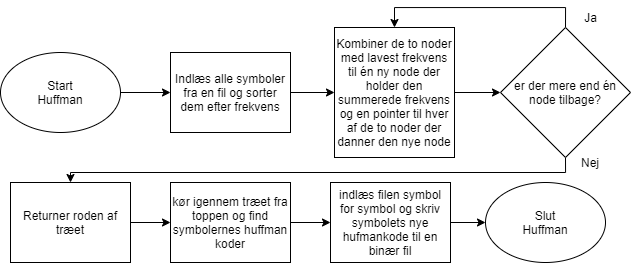 Ja
Start
Huffman
Indlæs alle symboler
fra en fil og sorter
dem efter frekvens
Kombiner de to noder
med lavest frekvens
til én ny node der
holder den
summerede frekvens
og en pointer til hver
af de to noder der
danner den nye node
er der mere end én
node tilbage?
Nej
Returner roden af
træet
kør igennem træet fra
toppen og find
symbolernes huffman
koder
indlæs filen symbol
for symbol og skriv
symbolets nye
hufmankode til en
binær fil
Slut
Huffman